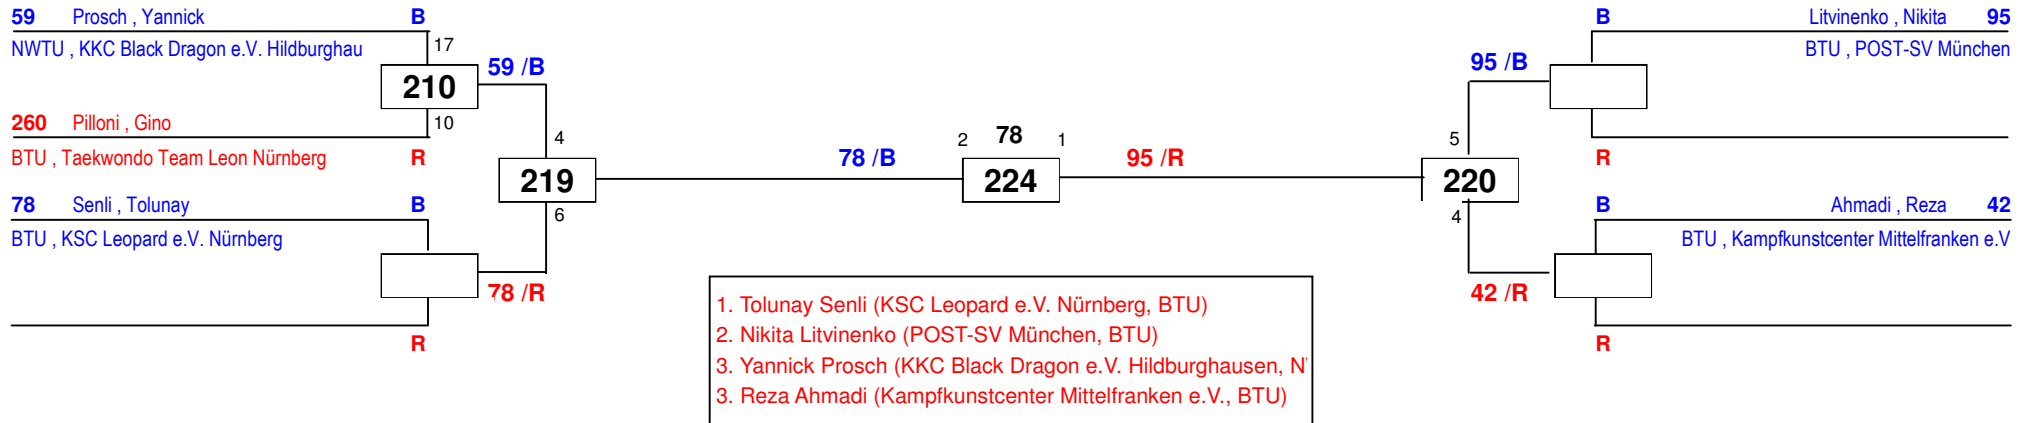 59 Prosch , Yannick B
NWTU , KKC Black Dragon e.V. Hildburghau
17
210
59 /B
10
260 Pilloni , Gino
BTU , Taekwondo Team Leon Nürnberg R
4
219
6
78 Senli , Tolunay B
BTU , KSC Leopard e.V. Nürnberg
78 /R
R
78 /B
2 78 1
224
95 /R
B Litvinenko , Nikita 95
BTU , POST-SV München
95 /B
R
5
220
4
B Ahmadi , Reza 42
BTU , Kampfkunstcenter Mittelfranken e.V
42 /R
R
1. Tolunay Senli (KSC Leopard e.V. Nürnberg, BTU)
2. Nikita Litvinenko (POST-SV München, BTU)
3. Yannick Prosch (KKC Black Dragon e.V. Hildburghausen, N
3. Reza Ahmadi (Kampfkunstcenter Mittelfranken e.V., BTU)